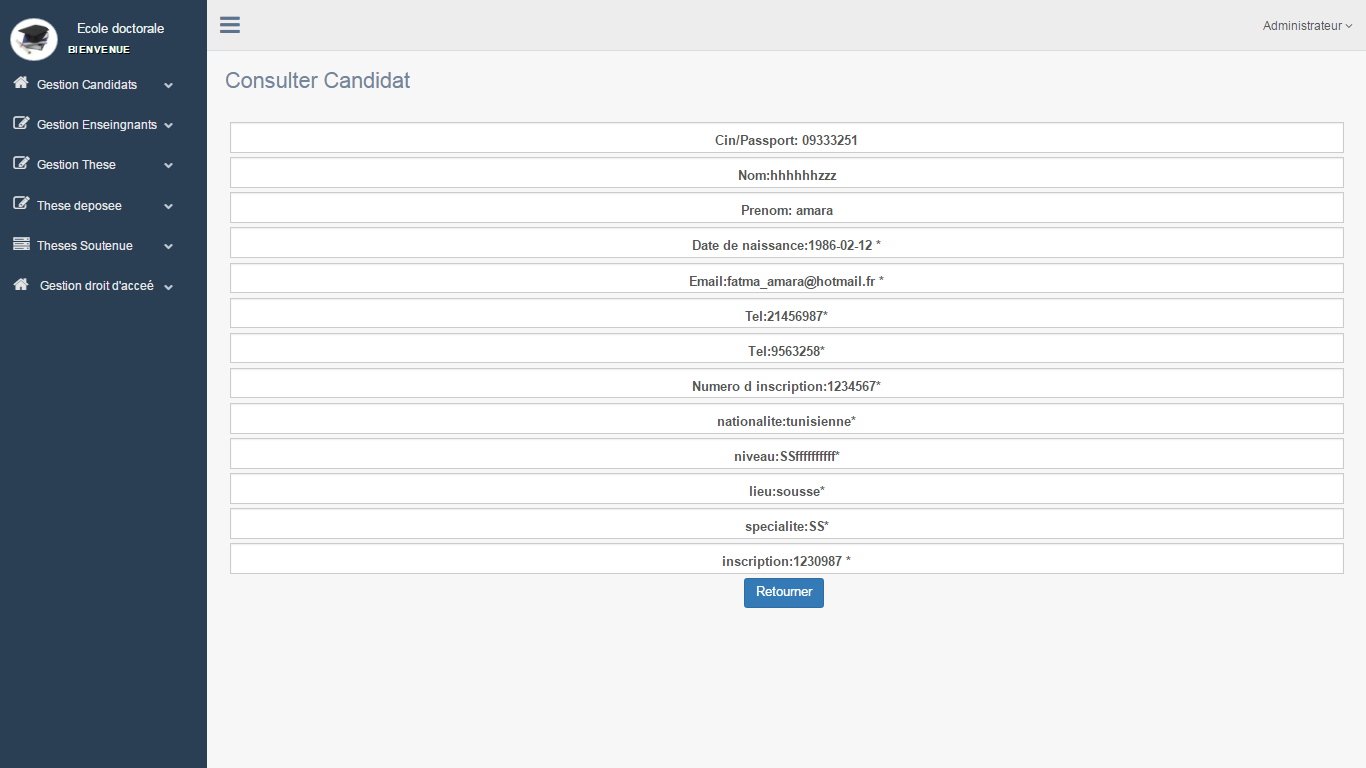 Ecole doctorale
BIENVENUE
Gestion Candidats
Gestion Enseingnants
Gestion These
These deposee
Theses Soutenue
Gestion droit d'acceé
Administrateur
Consulter Candidat
Cin/Passport: 09333251
Nom:hhhhhhzzz
Prenom: amara
Date de naissance:1986-02-12 *
Email:fatma_amara@hotmail.fr *
Tel:21456987*
Tel:9563258*
Numero d inscription:1234567*
nationalite:tunisienne*
niveau:SSffffffffff*
lieu:sousse*
specialite:SS*
inscription:1230987 *
Retourner